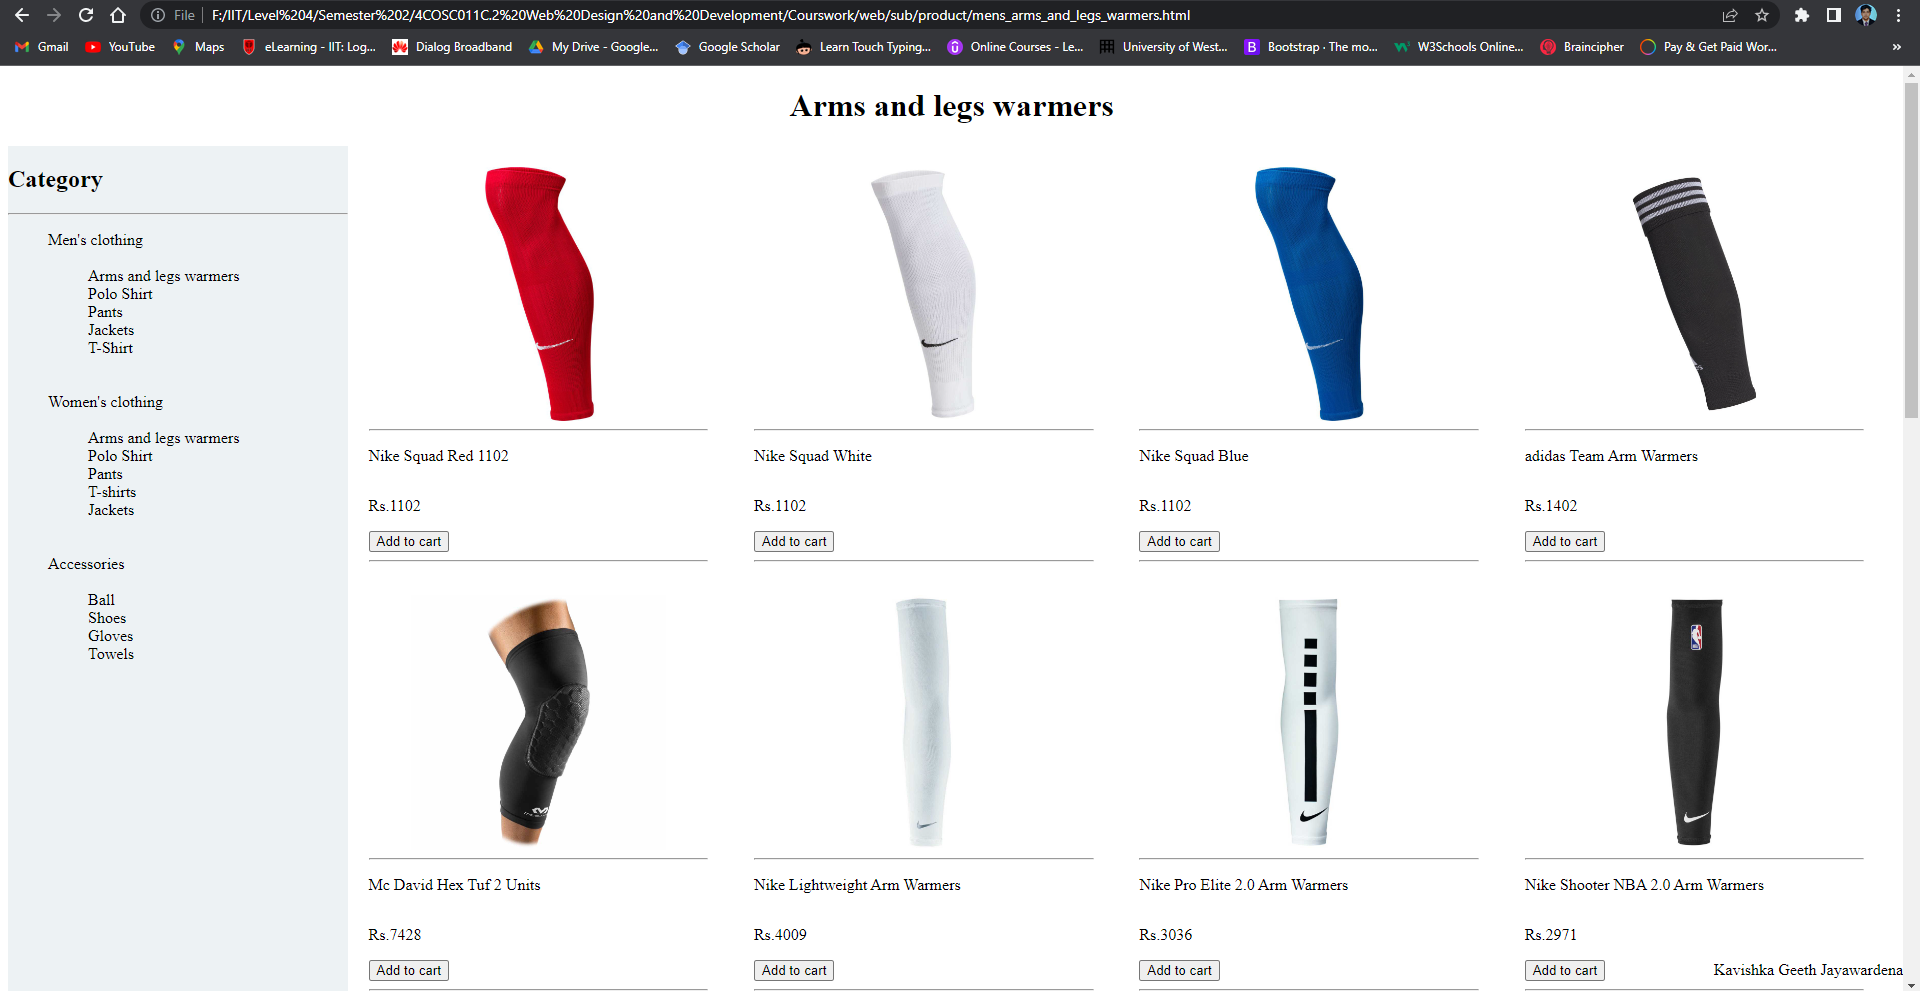 File F:/IIT/Level%204/Semester%202/4COSC011C.2%20Web%20Design%20and%20Development/Courswork/web/sub/product/mens_arms_and_legs_warmers.html
Gmail YouTube Maps eLearning - IIT: Log... Dialog Broadband My Drive - Google... Google Scholar Learn Touch Typing... Online Courses - Le... University of West... Bootstrap · The mo... W3Schools Online... Braincipher Pay & Get Paid Wor... »
Arms and legs warmers
Category
Men's clothing
Arms and legs warmers
Polo Shirt
Pants
Jackets
T-Shirt
Women's clothing
Arms and legs warmers
Polo Shirt
Pants
T-shirts
Jackets
Accessories
Ball
Shoes
Gloves
Towels
Nike Squad Red 1102
Rs.1102
Add to cart
Nike Squad White
Rs.1102
Add to cart
Nike Squad Blue
Rs.1102
Add to cart
adidas Team Arm Warmers
Rs.1402
Add to cart
Mc David Hex Tuf 2 Units
Rs.7428
Add to cart
Nike Lightweight Arm Warmers
Rs.4009
Add to cart
Nike Pro Elite 2.0 Arm Warmers
Rs.3036
Add to cart
Nike Shooter NBA 2.0 Arm Warmers
Rs.2971
Add to cart
Kavishka Geeth Jayawardena